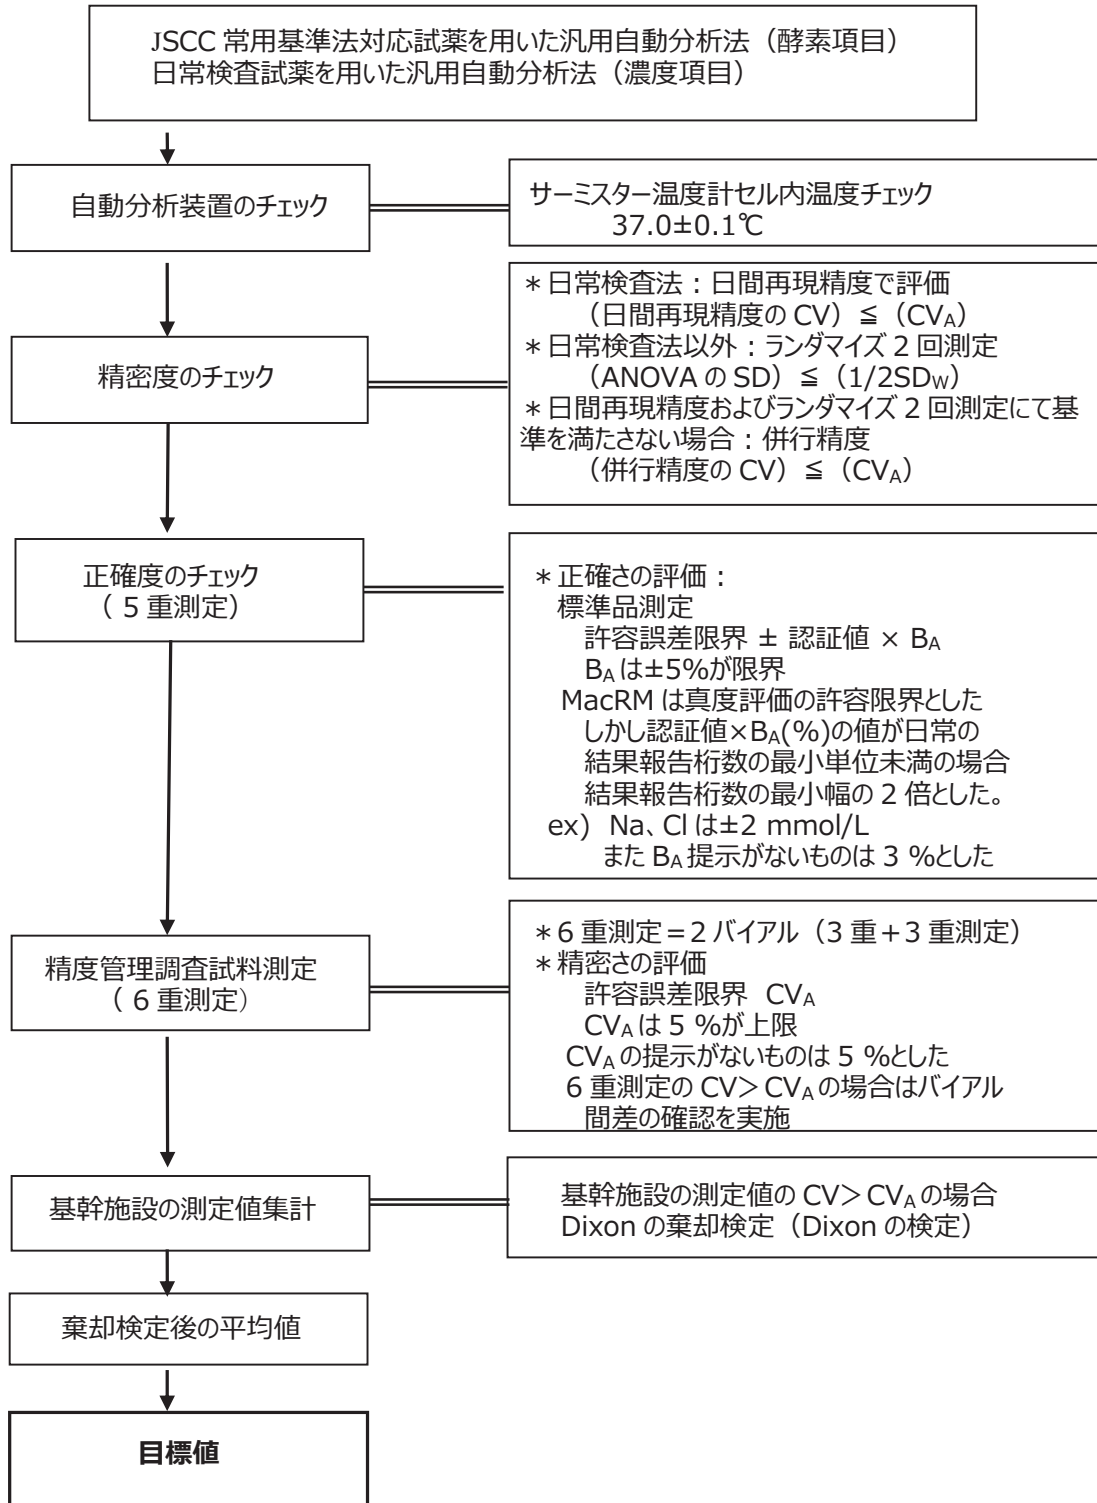 JSCC 常用基準法対応試薬を用いた汎用自動分析法（酵素項目）
日常検査試薬を用いた汎用自動分析法（濃度項目）
自動分析装置のチェック
サーミスター温度計セル内温度チェック
37.0±0.1℃
精密度のチェック
＊日常検査法：日間再現精度で評価
（日間再現精度の CV）≦（CVA）
＊日常検査法以外：ランダマイズ 2 回測定
（ANOVA の SD）≦（1/2SDW）
＊日間再現精度およびランダマイズ 2 回測定にて基
準を満たさない場合：併行精度
（併行精度の CV）≦（CVA）
正確度のチェック
（ 5 重測定）
＊正確さの評価：
標準品測定
許容誤差限界 ± 認証値 × BA
BA は±5%が限界
MacRM は真度評価の許容限界とした
しかし認証値×BA(%)の値が日常の
結果報告桁数の最小単位未満の場合
結果報告桁数の最小幅の 2 倍とした。
ex) Na、Cl は±2 mmol/L
また BA 提示がないものは 3 %とした
精度管理調査試料測定
（ 6 重測定）
＊6 重測定＝2 バイアル（3 重＋3 重測定）
＊精密さの評価
許容誤差限界 CVA
CVA は 5 %が上限
CVA の提示がないものは 5 %とした
6 重測定の CV＞CVA の場合はバイアル
間差の確認を実施
基幹施設の測定値集計
基幹施設の測定値の CV＞CVA の場合
Dixon の棄却検定（Dixon の検定）
棄却検定後の平均値
目標値